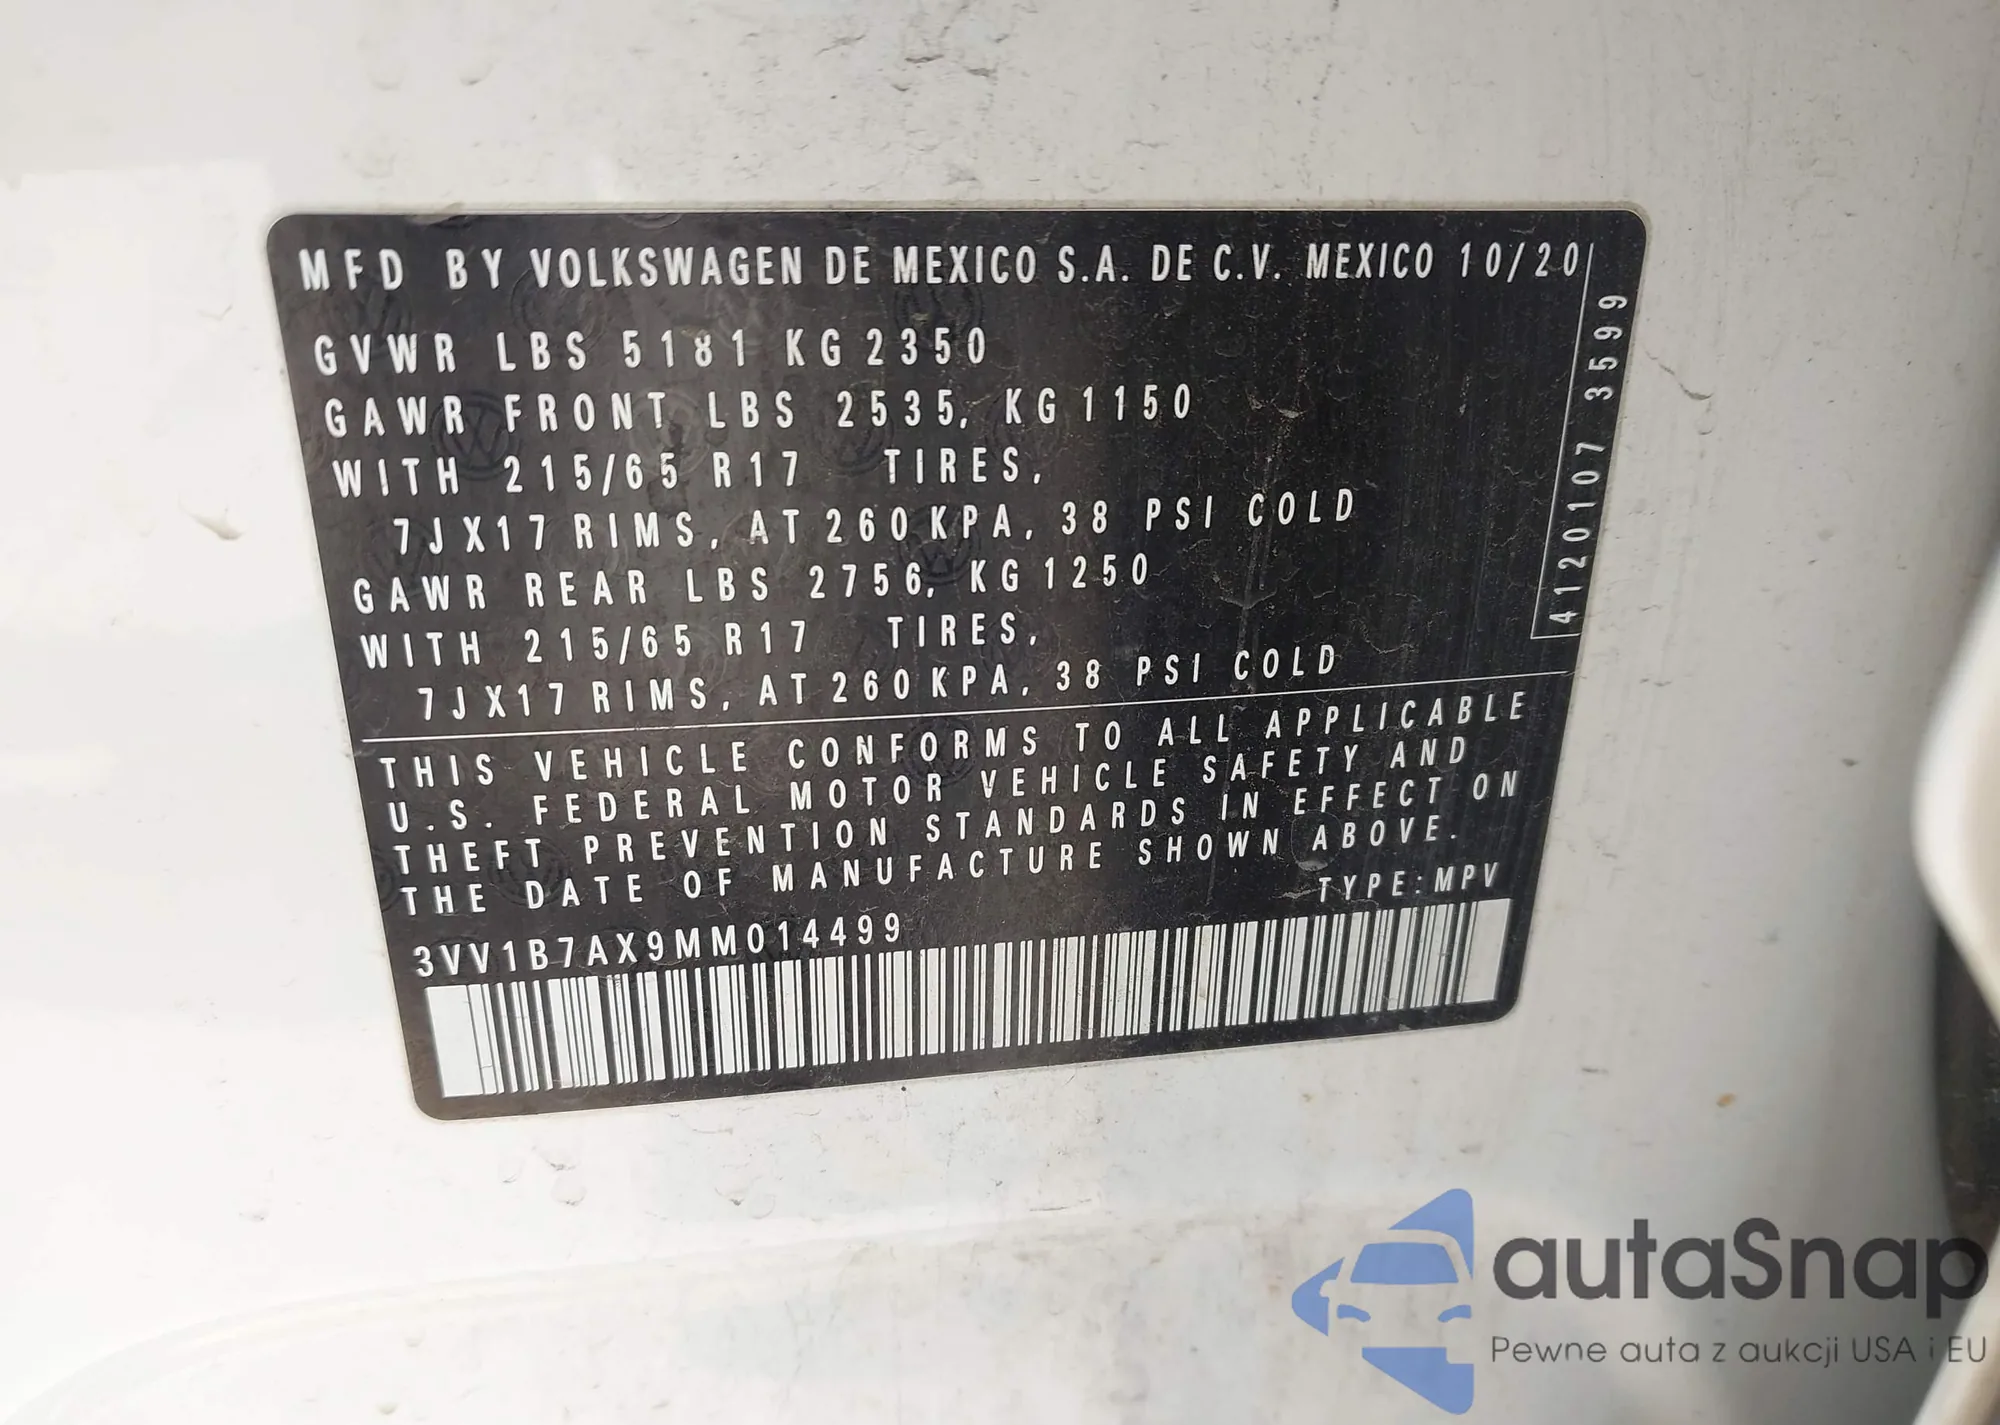 MFD BY VOLKSWAGEN DE MEXICO S.A. DE C.V. MEXICO 10/20
GVWR LBS 5181 KG 2350
GAWR FRONT LBS 2535, KG 1150
WITH 215/65 R17 TIRES,
7JX17 RIMS, AT 260 KPA, 38 PSI COLD
GAWR REAR LBS 2756, KG 1250
WITH 215/65 R17 TIRES,
7JX17 RIMS, AT 260 KPA, 38 PSI COLD
4120107 3599
THIS VEHICLE CONFORMS TO ALL APPLICABLE
U.S. FEDERAL MOTOR VEHICLE SAFETY AND
THEFT PREVENTION STANDARDS IN EFFECT ON
THE DATE OF MANUFACTURE SHOWN ABOVE.
TYPE:MPV
3VV1B7AX9MM014499
autaSnap
Pewne auta z aukcji USA i EU